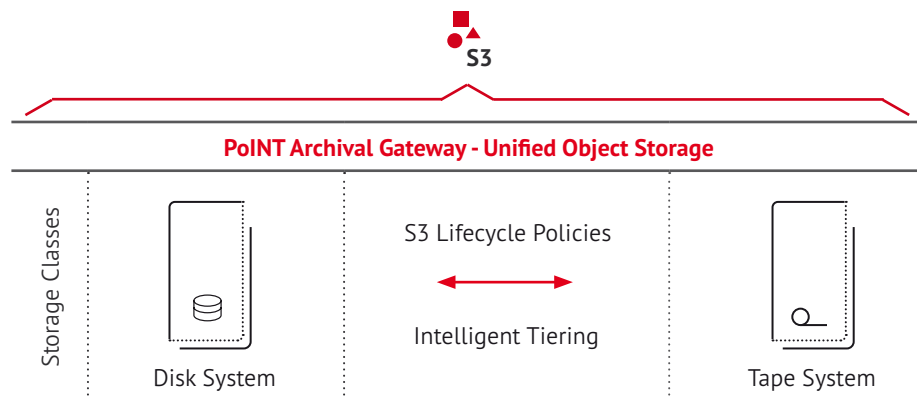 S3
PoINT Archival Gateway - Unified Object Storage
Storage Classes
Disk System
S3 Lifecycle Policies
Intelligent Tiering
Tape System